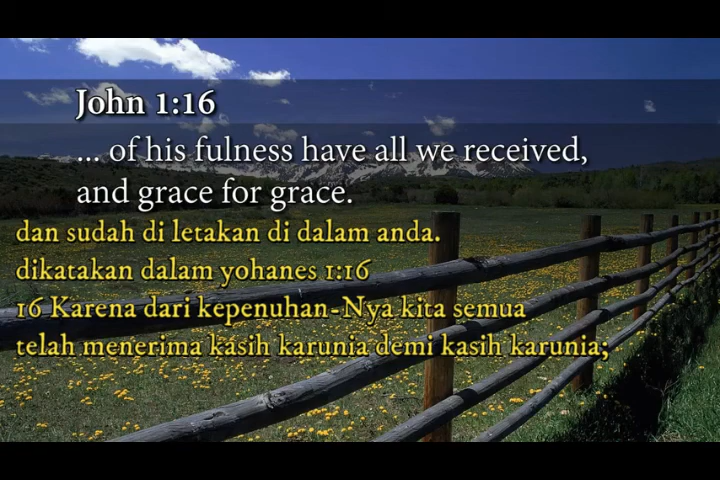 John 1:16
... of his fulness have all we received,
and grace for grace.
dan sudah di letakan di dalam anda.
dikatakan dalam yohanes 1:16
16 Karena dari kepenuhan-Nya kita semua
telah menerima kasih karunia demi kasih karunia;